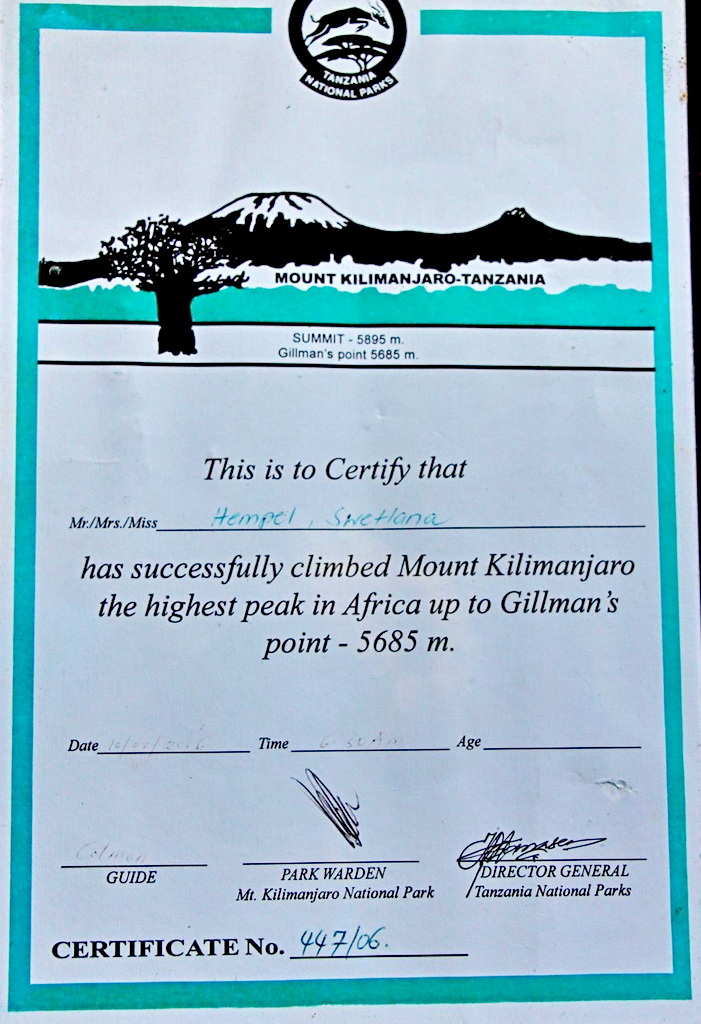 TANZANIA
NATIONAL PARKS
MOUNT KILIMANJARO-TANZANIA
SUMMIT - 5895 m.
Gillman's point 5685 m.
This is to Certify that
Mr./Mrs./Miss Hempel, Swetlana
has successfully climbed Mount Kilimanjaro
the highest peak in Africa up to Gillman's
point - 5685 m.
Date Time Age
GUIDE PARK WARDEN DIRECTOR GENERAL
Mt. Kilimanjaro National Park Tanzania National Parks
CERTIFICATE No. 447/06.